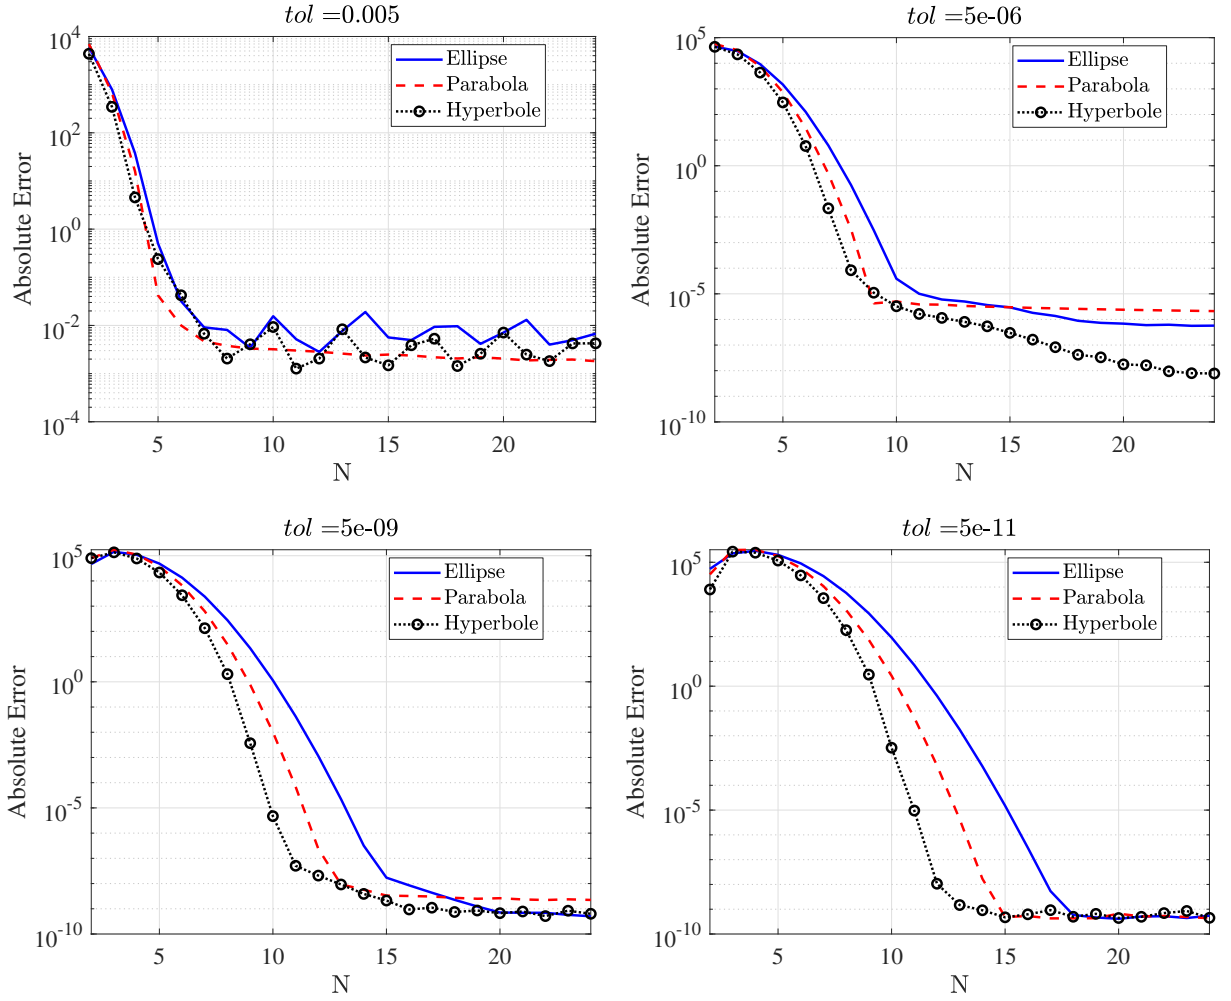 tol =0.005
Absolute Error
10^4
10^2
10^0
10^-2
10^-4
Ellipse
Parabola
Hyperbole
5 10 15 20
N
tol =5e-06
Absolute Error
10^5
10^0
10^-5
10^-10
Ellipse
Parabola
Hyperbole
5 10 15 20
N
tol =5e-09
Absolute Error
10^5
10^0
10^-5
10^-10
Ellipse
Parabola
Hyperbole
5 10 15 20
N
tol =5e-11
Absolute Error
10^5
10^0
10^-5
10^-10
Ellipse
Parabola
Hyperbole
5 10 15 20
N